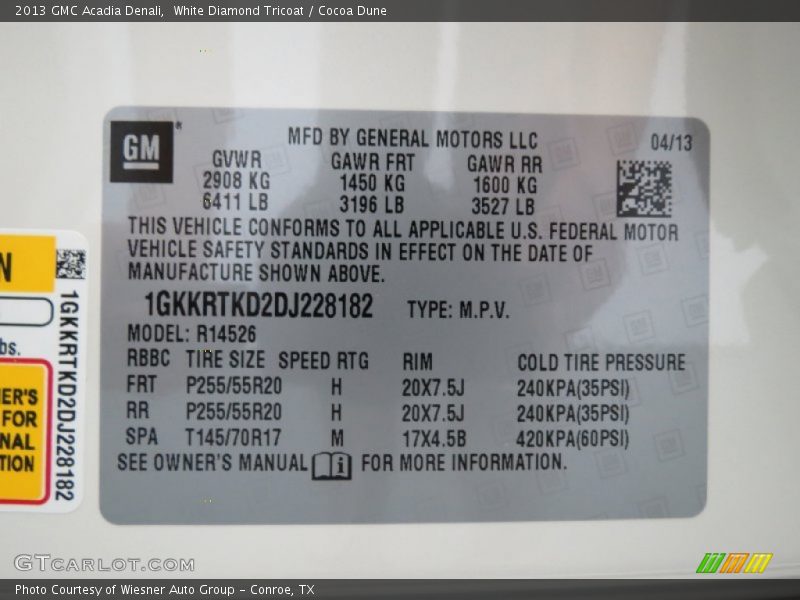 2013 GMC Acadia Denali, White Diamond Tricoat / Cocoa Dune
GM
MFD BY GENERAL MOTORS LLC
04/13
GVWR GAWR FRT GAWR RR
2908 KG 1450 KG 1600 KG
6411 LB 3196 LB 3527 LB
THIS VEHICLE CONFORMS TO ALL APPLICABLE U.S. FEDERAL MOTOR
VEHICLE SAFETY STANDARDS IN EFFECT ON THE DATE OF
MANUFACTURE SHOWN ABOVE.
1GKKRTKD2DJ228182 TYPE: M.P.V.
MODEL: R14526
RBBC TIRE SIZE SPEED RTG RIM COLD TIRE PRESSURE
FRT P255/55R20 H 20X7.5J 240KPA(35PSI)
RR P255/55R20 H 20X7.5J 240KPA(35PSI)
SPA T145/70R17 M 17X4.5B 420KPA(60PSI)
SEE OWNER'S MANUAL i FOR MORE INFORMATION.
N
bs.
ER'S
FOR
NAL
TION
1GKKRTKD2DJ228182
GTCARLOT.COM
Photo Courtesy of Wiesner Auto Group - Conroe, TX